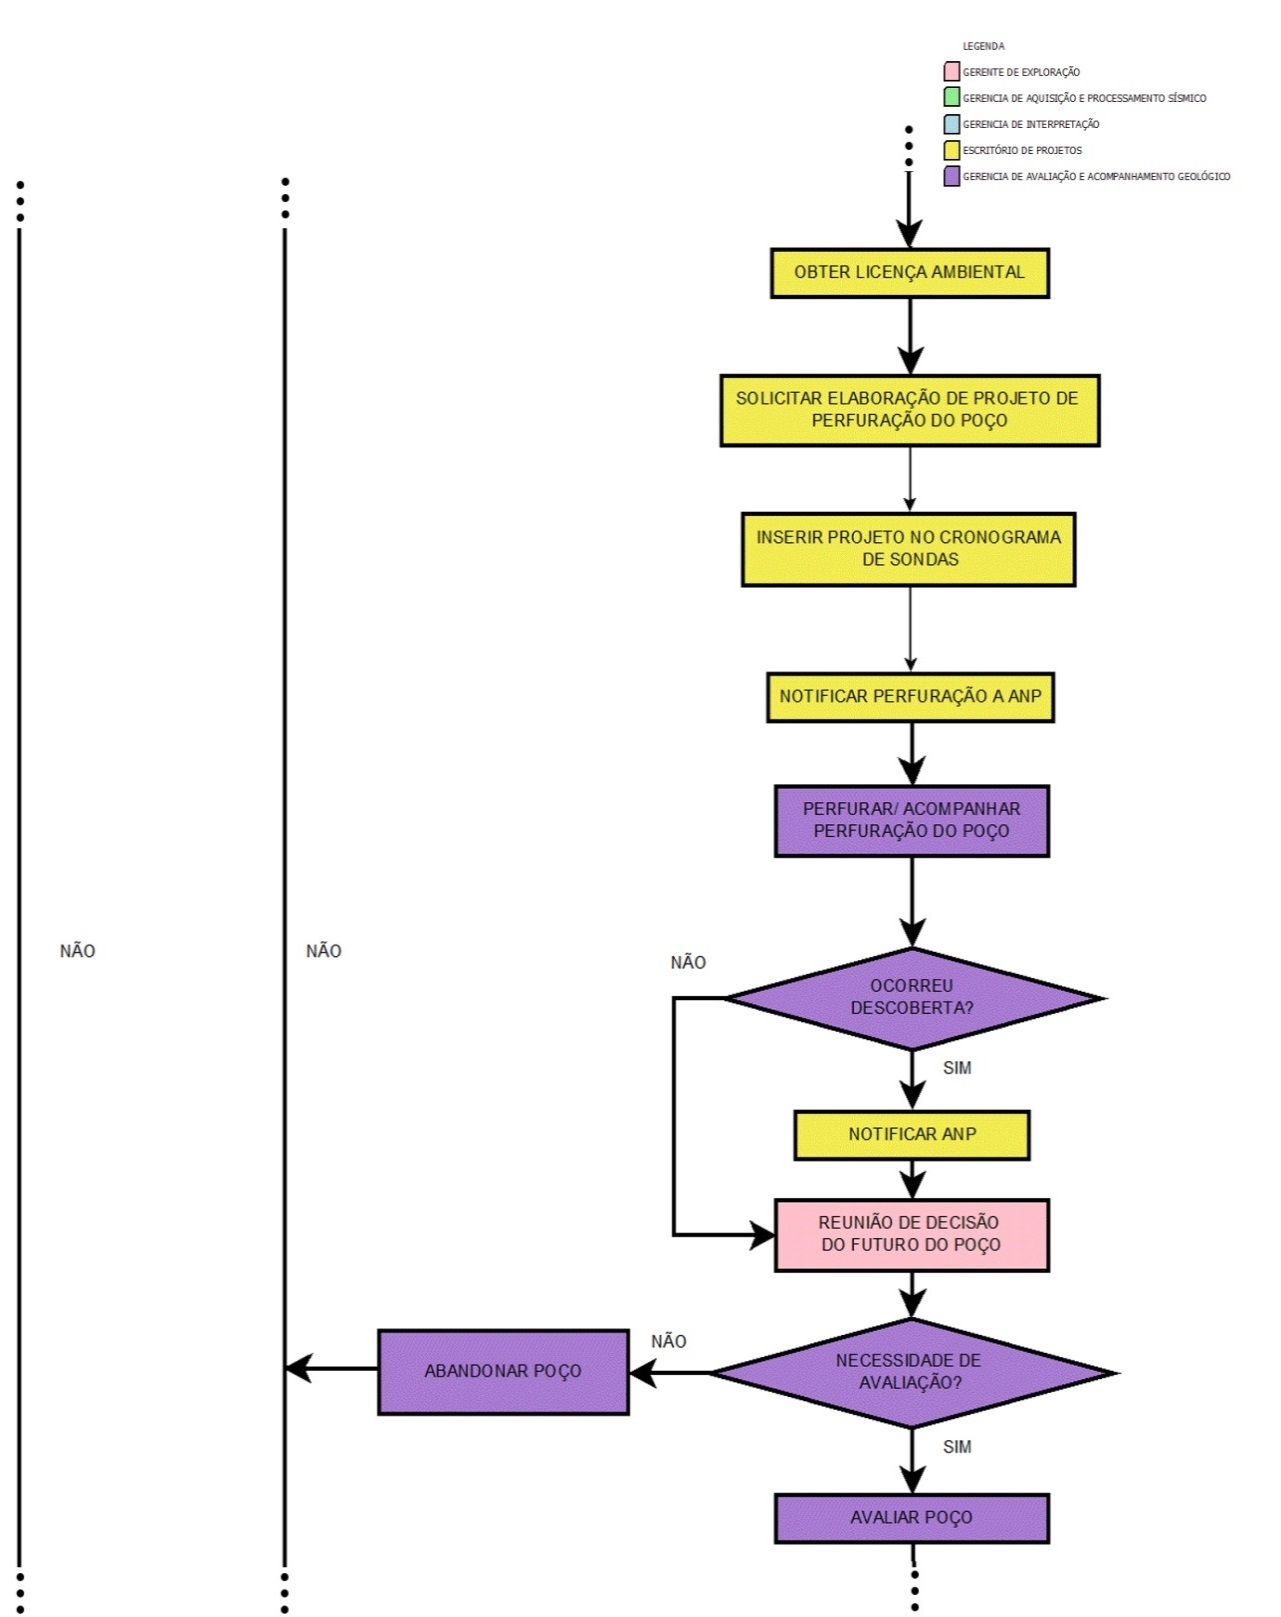 LEGENDA
GERENTE DE EXPLORAÇÃO
GERENCIA DE AQUISIÇÃO E PROCESSAMENTO SÍSMICO
GERENCIA DE INTERPRETAÇÃO
ESCRITÓRIO DE PROJETOS
GERENCIA DE AVALIAÇÃO E ACOMPANHAMENTO GEOLÓGICO
OBTER LICENÇA AMBIENTAL
SOLICITAR ELABORAÇÃO DE PROJETO DE
PERFURAÇÃO DO POÇO
INSERIR PROJETO NO CRONOGRAMA
DE SONDAS
NOTIFICAR PERFURAÇÃO A ANP
PERFURAR/ ACOMPANHAR
PERFURAÇÃO DO POÇO
NÃO
NÃO
NÃO
OCORREU
DESCOBERTA?
SIM
NOTIFICAR ANP
REUNIÃO DE DECISÃO
DO FUTURO DO POÇO
NÃO
NECESSIDADE DE
AVALIAÇÃO?
ABANDONAR POÇO
SIM
AVALIAR POÇO